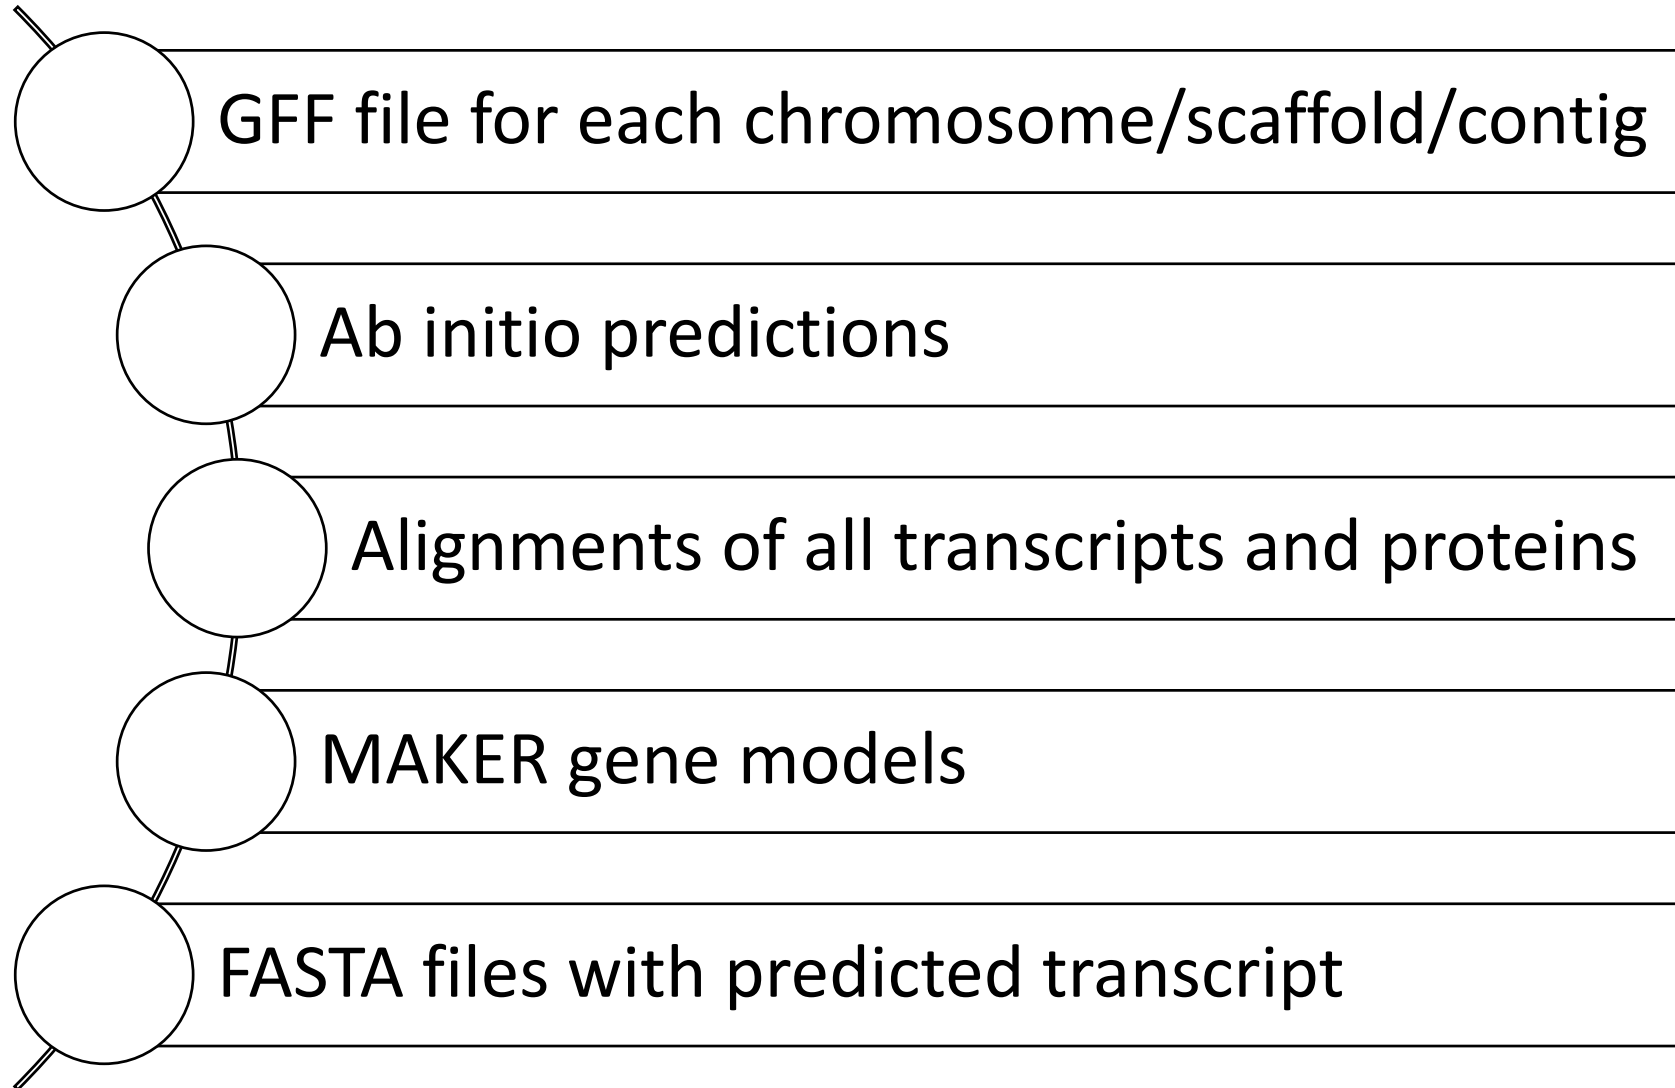 GFF file for each chromosome/scaffold/contig
Ab initio predictions
Alignments of all transcripts and proteins
MAKER gene models
FASTA files with predicted transcript